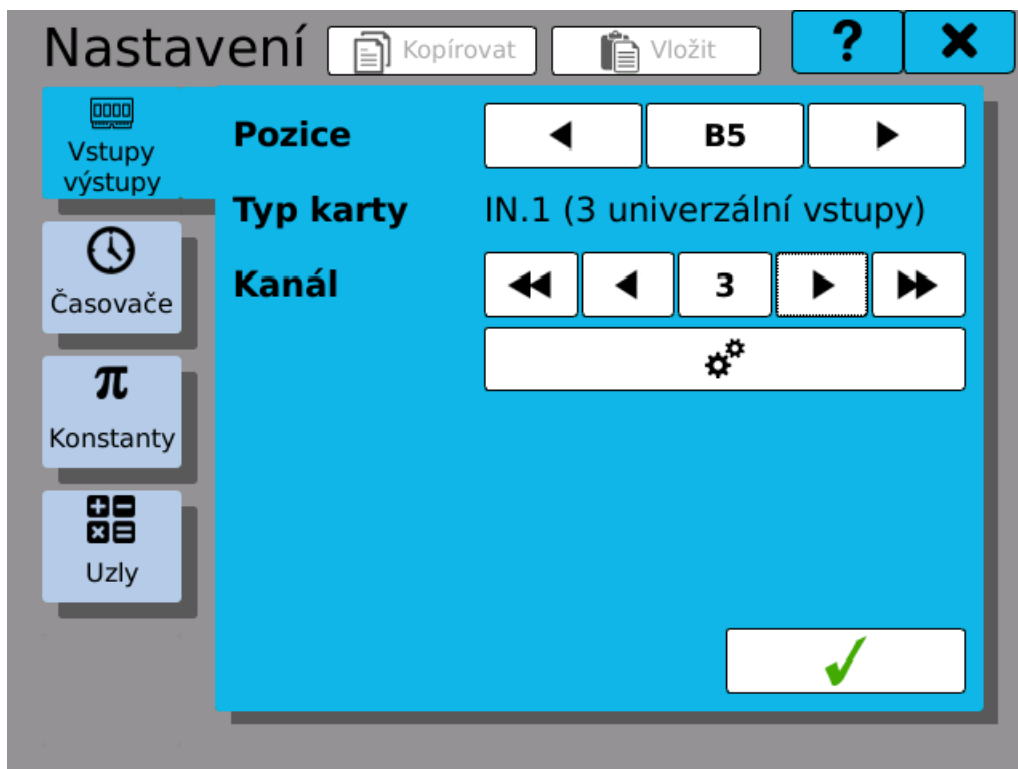 Nastavení
Kopírovat
Vložit
?
Vstupy
výstupy
Časovače
π
Konstanty
Uzly
Pozice
B5
Typ karty
IN.1 (3 univerzální vstupy)
Kanál
3